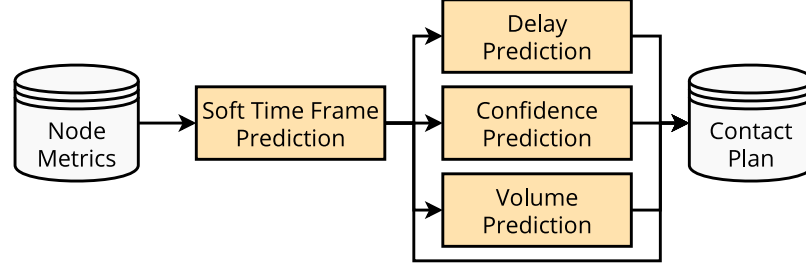 Node
Metrics
Soft Time Frame
Prediction
Delay
Prediction
Confidence
Prediction
Volume
Prediction
Contact
Plan